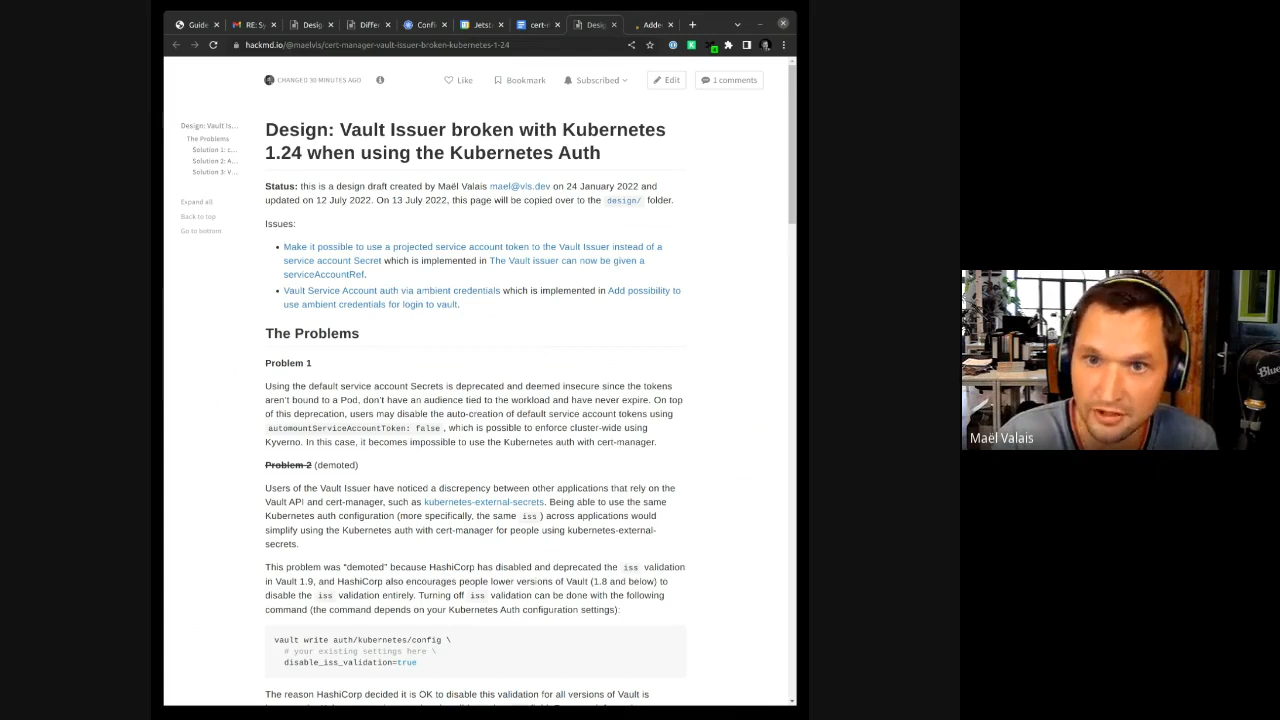 Guide
RE: Sy
Desig
Differ
Confi
Jetst
cert-
Desig
Adde
hackmd.io/@maelvls/cert-manager-vault-issuer-broken-kubernetes-1-24
CHANGED 30 MINUTES AGO
Like
Bookmark
Subscribed
Edit
1 comments
Design: Vault Is...
The Problems
Solution 1: c...
Solution 2: A...
Solution 3: V...
Expand all
Back to top
Go to bottom
Design: Vault Issuer broken with Kubernetes
1.24 when using the Kubernetes Auth
Status: this is a design draft created by Maël Valais mael@vls.dev on 24 January 2022 and
updated on 12 July 2022. On 13 July 2022, this page will be copied over to the design/ folder.
Issues:
• Make it possible to use a projected service account token to the Vault Issuer instead of a
service account Secret which is implemented in The Vault issuer can now be given a
serviceAccountRef.
• Vault Service Account auth via ambient credentials which is implemented in Add possibility to
use ambient credentials for login to vault.
The Problems
Problem 1
Using the default service account Secrets is deprecated and deemed insecure since the tokens
aren't bound to a Pod, don't have an audience tied to the workload and have never expire. On top
of this deprecation, users may disable the auto-creation of default service account tokens using
automountServiceAccountToken: false, which is possible to enforce cluster-wide using
Kyverno. In this case, it becomes impossible to use the Kubernetes auth with cert-manager.
Problem 2 (demoted)
Users of the Vault Issuer have noticed a discrepency between other applications that rely on the
Vault API and cert-manager, such as kubernetes-external-secrets. Being able to use the same
Kubernetes auth configuration (more specifically, the same iss) across applications would
simplify using the Kubernetes auth with cert-manager for people using kubernetes-external-
secrets.
This problem was "demoted" because HashiCorp has disabled and deprecated the iss validation
in Vault 1.9, and HashiCorp also encourages people lower versions of Vault (1.8 and below) to
disable the iss validation entirely. Turning off iss validation can be done with the following
command (the command depends on your Kubernetes Auth configuration settings):
vault write auth/kubernetes/config \
# your existing settings here \
disable_iss_validation=true
The reason HashiCorp decided it is OK to disable this validation for all versions of Vault is
Maël Valais
Blue